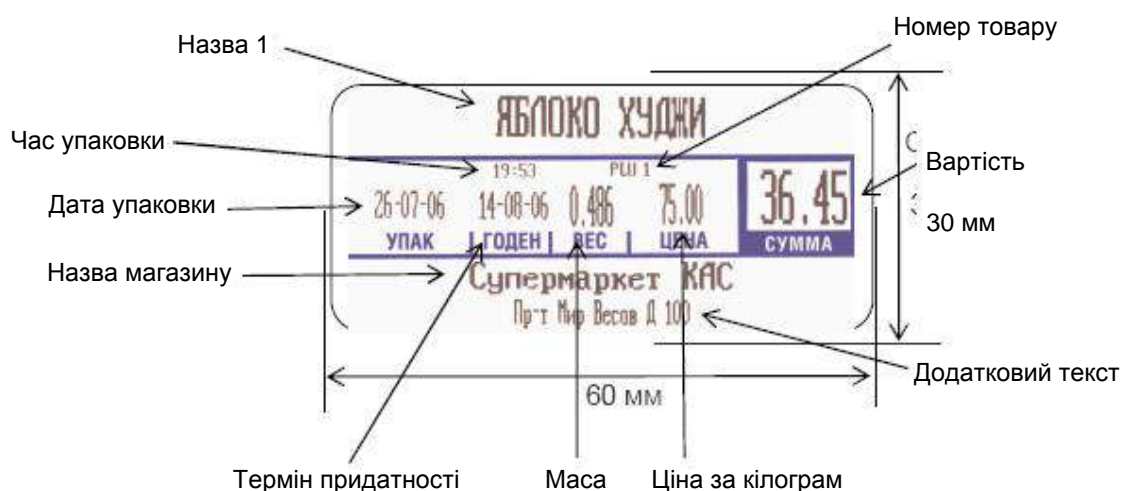 Номер товару
Назва 1
ЯБЛОКО ХУДЖИ
Час упаковки
19:53 РШ 1
Вартість
36.45
Дата упаковки
26-07-06 14-08-06 0.486 75.00
30 мм
УПАК ГОДЕН ВЕС ЦЕНА СУММА
Назва магазину
Супермаркет КАС
Пр-т Мир Весов Д 100
Додатковий текст
60 мм
Термін придатності Маса Ціна за кілограм